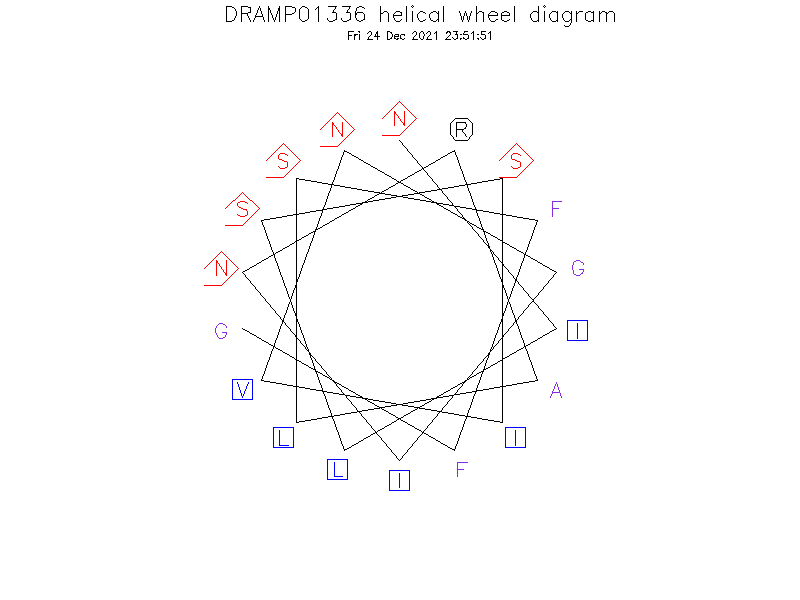 DRAMP01336 helical wheel diagram
Fri 24 Dec 2021 23:51:51
N
N R
S S
S F
N G
G I
V A
L I
L F
I